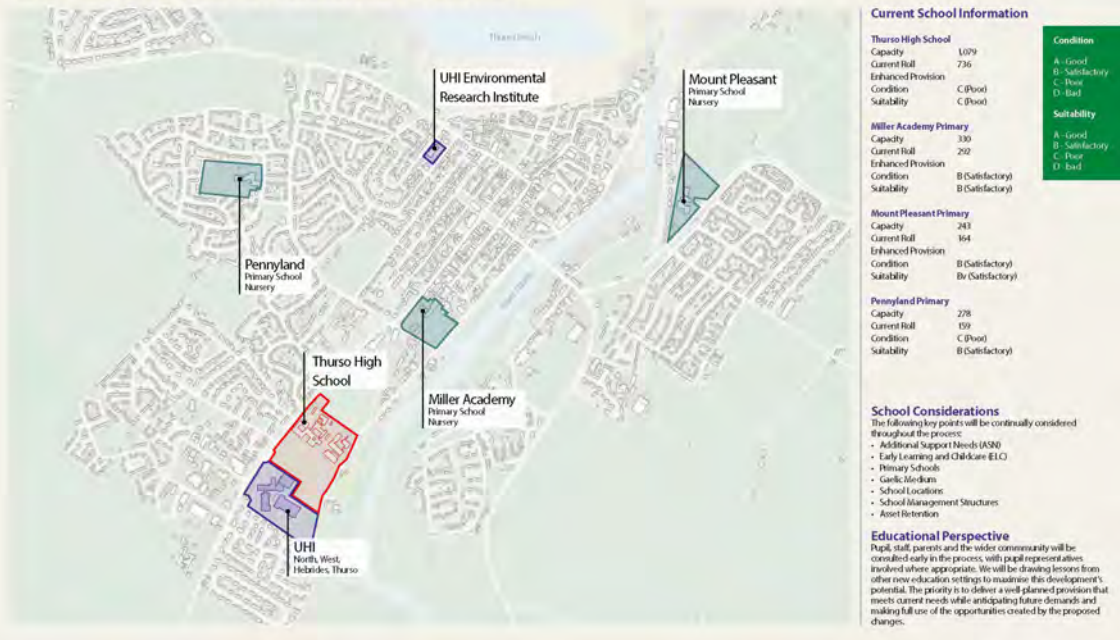 Thurso Beach
UHI Environmental
Research Institute
Mount Pleasant
Primary School
Nursery
Pennyland
Primary School
Nursery
Thurso High
School
Miller Academy
Primary School
Nursery
UHI
North, West,
Hebrides, Thurso
Current School Information
Thurso High School
Capacity 1,079
Current Roll 736
Enhanced Provision
Condition C (Poor)
Suitability C (Poor)
Miller Academy Primary
Capacity 330
Current Roll 292
Enhanced Provision
Condition B (Satisfactory)
Suitability B (Satisfactory)
Mount Pleasant Primary
Capacity 243
Current Roll 164
Enhanced Provision
Condition B (Satisfactory)
Suitability Bv (Satisfactory)
Pennyland Primary
Capacity 278
Current Roll 159
Condition C (Poor)
Suitability B (Satisfactory)
Condition
A - Good
B - Satisfactory
C - Poor
D - Bad
Suitability
A - Good
B - Satisfactory
C - Poor
D - bad
School Considerations
The following key points will be continually considered
throughout the process:
• Additional Support Needs (ASN)
• Early Learning and Childcare (ELC)
• Primary Schools
• Gaelic Medium
• School Locations
• School Management Structures
• Asset Retention
Educational Perspective
Pupil, staff, parents and the wider commmunity will be
consulted early in the process, with pupil representatives
involved where appropriate. We will be drawing lessons from
other new education settings to maximise this development's
potential. The priority is to deliver a well-planned provision that
meets current needs while anticipating future demands and
making full use of the opportunities created by the proposed
changes.